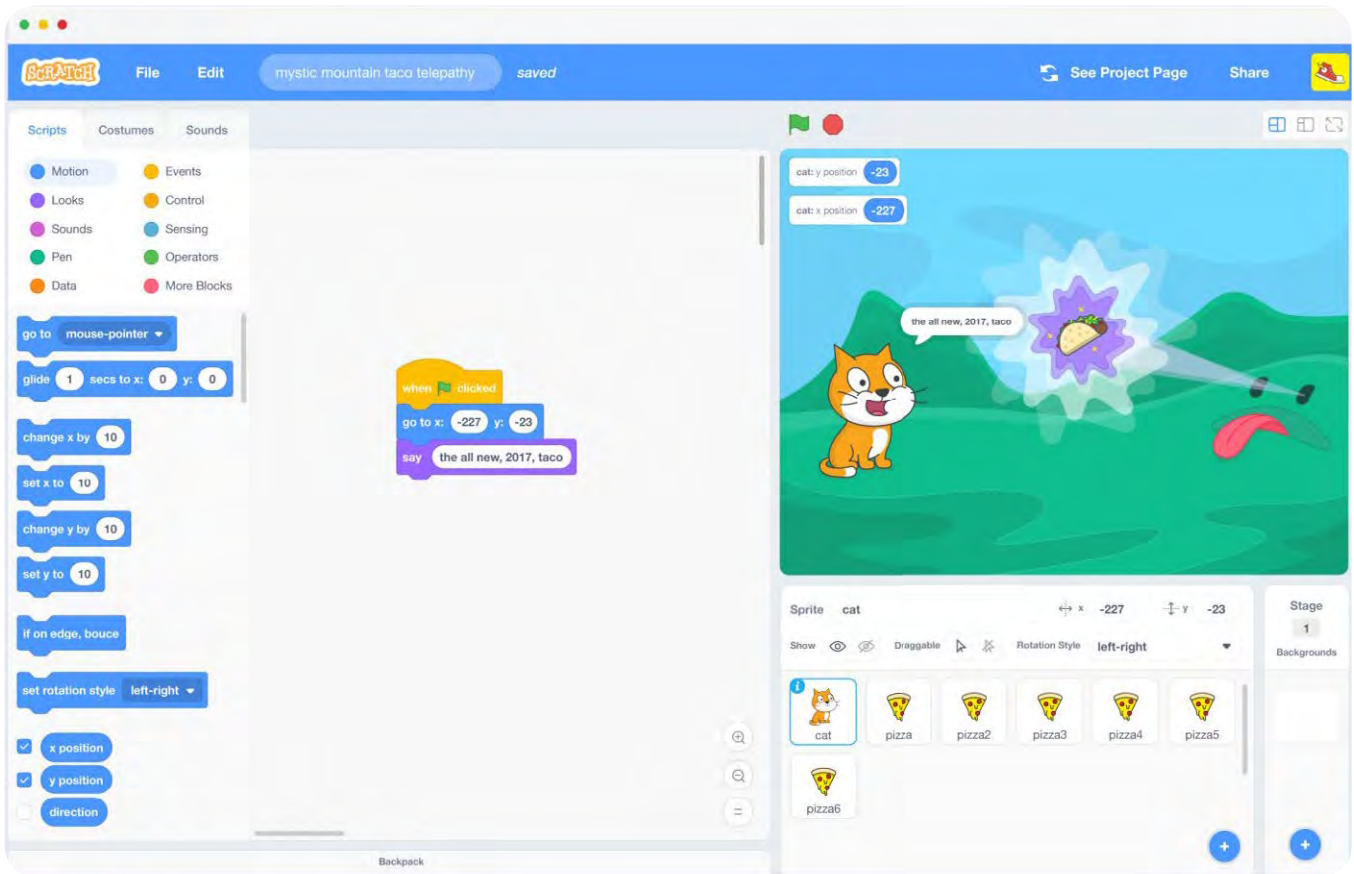 SCRATCH File Edit mystic mountain taco telepathy saved See Project Page Share
Scripts Costumes Sounds
Motion Events
Looks Control
Sounds Sensing
Pen Operators
Data More Blocks
go to mouse-pointer
glide 1 secs to x: 0 y: 0
change x by 10
set x to 10
change y by 10
set y to 10
if on edge, bouce
set rotation style left-right
x position
y position
direction
when clicked
go to x: -227 y: -23
say the all new, 2017, taco
Backpack
cat: y position -23
cat: x position -227
the all new, 2017, taco
Sprite cat x -227 y -23
Show Draggable Rotation Style left-right
cat pizza pizza2 pizza3 pizza4 pizza5
pizza6
Stage
1
Backgrounds